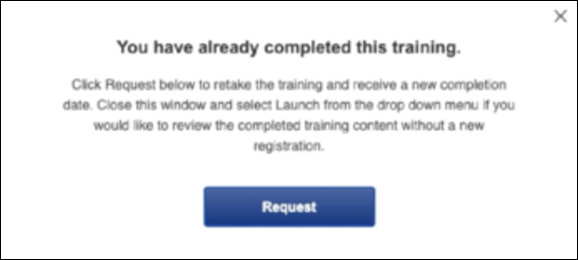 You have already completed this training.
Click Request below to retake the training and receive a new completion
date. Close this window and select Launch from the drop down menu if you
would like to review the completed training content without a new
registration.
Request